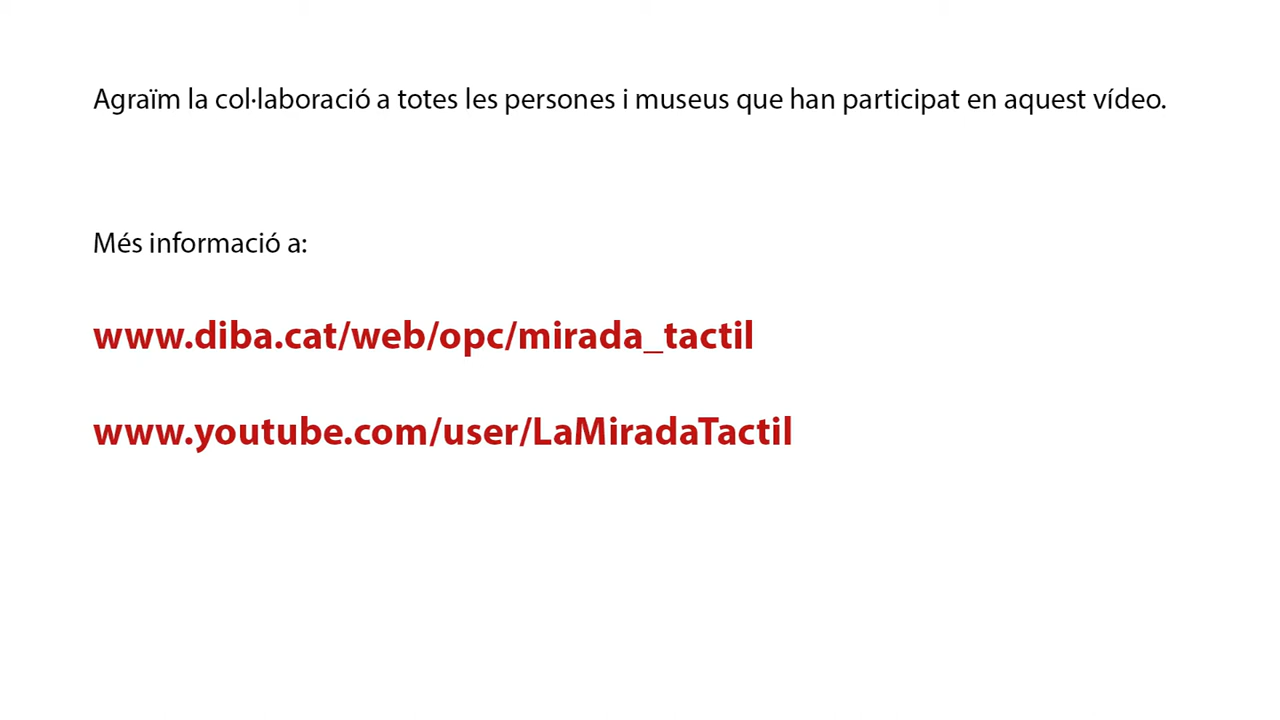 Agraïm la col·laboració a totes les persones i museus que han participat en aquest vídeo.
Més informació a:
www.diba.cat/web/opc/mirada_tactil
www.youtube.com/user/LaMiradaTactil